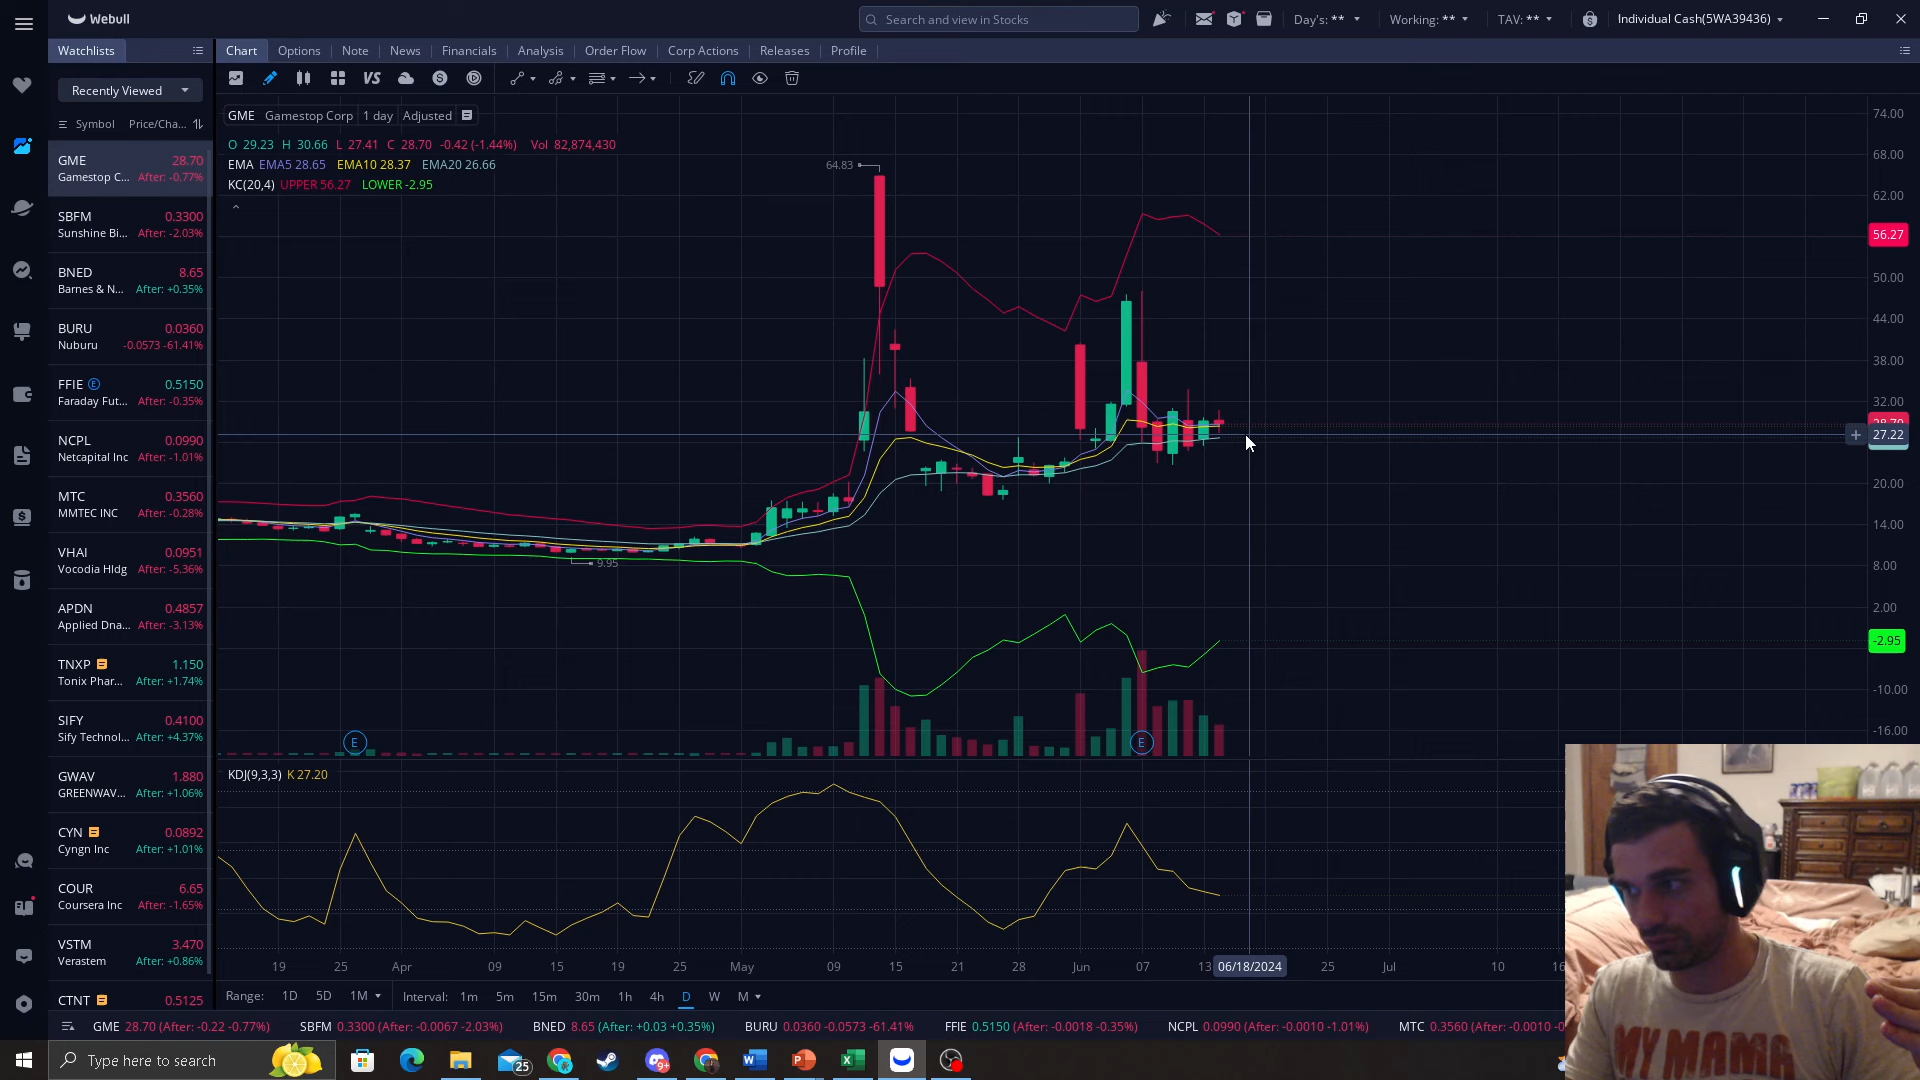 Webull
Search and view in Stocks
Day's: **
Working: **
TAV: **
Individual Cash(5WA39436)
Watchlists
Chart Options Note News Financials Analysis Order Flow Corp Actions Releases Profile
Recently Viewed
VS
Symbol Price/Cha...
GME Gamestop Corp 1 day Adjusted
O 29.23 H 30.66 L 27.41 C 28.70 -0.42 (-1.44%) Vol 82,874,430
EMA EMA5 28.65 EMA10 28.37 EMA20 26.66
KC(20,4) UPPER 56.27 LOWER -2.95
GME 28.70
Gamestop C... After: -0.77%
SBFM 0.3300
Sunshine Bi... After: -2.03%
BNED 8.65
Barnes & N... After: +0.35%
BURU 0.0360
Nuburu -0.0573 -61.41%
FFIE E 0.5150
Faraday Fut... After: -0.35%
NCPL 0.0990
Netcapital Inc After: -1.01%
MTC 0.3560
MMTEC INC After: -0.28%
VHAI 0.0951
Vocodia Hldg After: -5.36%
APDN 0.4857
Applied Dna... After: -3.13%
TNXP 1.150
Tonix Phar... After: +1.74%
SIFY 0.4100
Sify Technol... After: +4.37%
GWAV 1.880
GREENWAV... After: +1.06%
CYN 0.0892
Cyngn Inc After: +1.01%
COUR 6.65
Coursera Inc After: -1.65%
VSTM 3.470
Verastem After: +0.86%
CTNT 0.5125
64.83
9.95
74.00
68.00
62.00
56.27
50.00
44.00
38.00
32.00
27.22
20.00
14.00
8.00
2.00
-2.95
-10.00
-16.00
E
E
KDJ(9,3,3) K 27.20
19 25 Apr 09 15 19 25 May 09 15 21 28 Jun 07 13 06/18/2024 25 Jul 10 16
Range: 1D 5D 1M Interval: 1m 5m 15m 30m 1h 4h D W M
GME 28.70 (After: -0.22 -0.77%) SBFM 0.3300 (After: -0.0067 -2.03%) BNED 8.65 (After: +0.03 +0.35%) BURU 0.0360 -0.0573 -61.41% FFIE 0.5150 (After: -0.0018 -0.35%) NCPL 0.0990 (After: -0.0010 -1.01%) MTC 0.3560 (After: -0.0010 -0
Type here to search
25
9+
MY MAMA